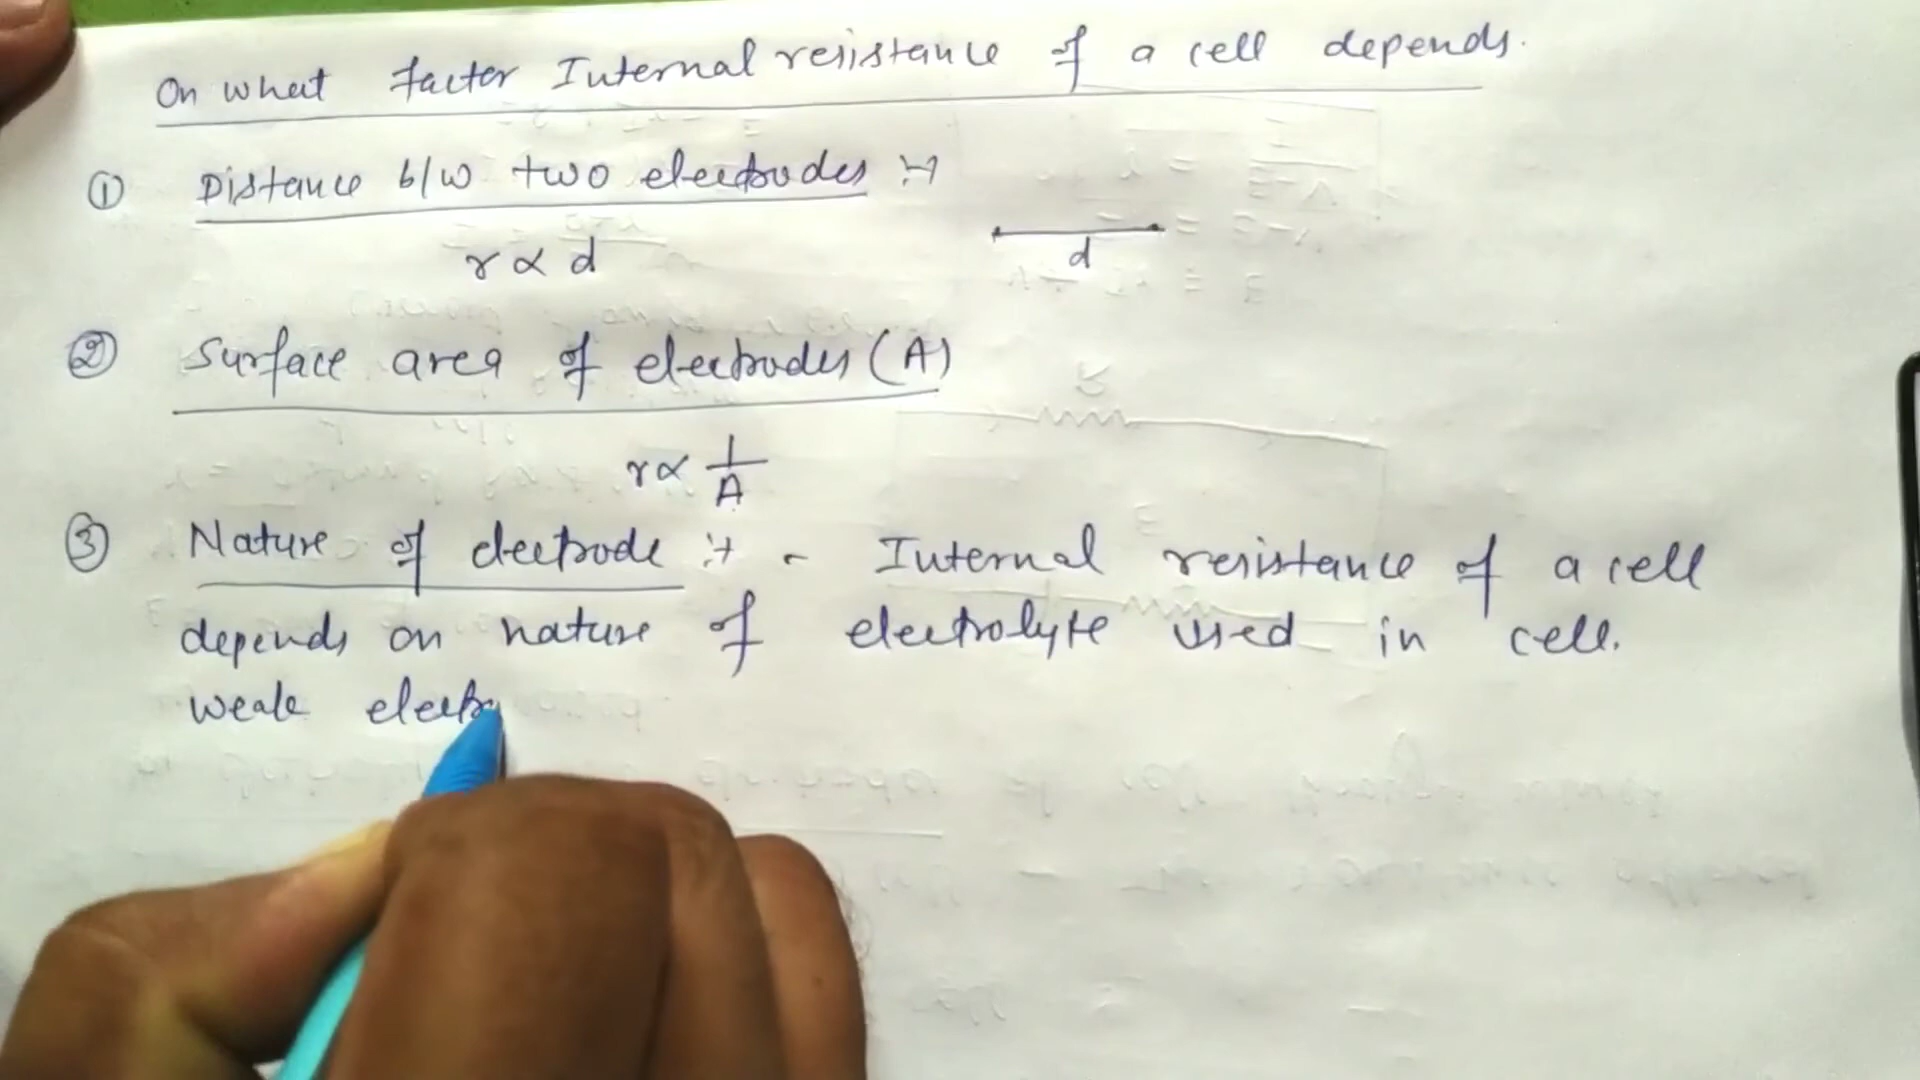 On what factor Internal resistance of a cell depends.
① Distance b/w two electrodes :→
r ∝ d
d
② Surface area of electrodes (A)
r ∝ 1/A
③ Nature of electrode :→ - Internal resistance of a cell
depends on nature of electrolyte used in cell.
weak electro